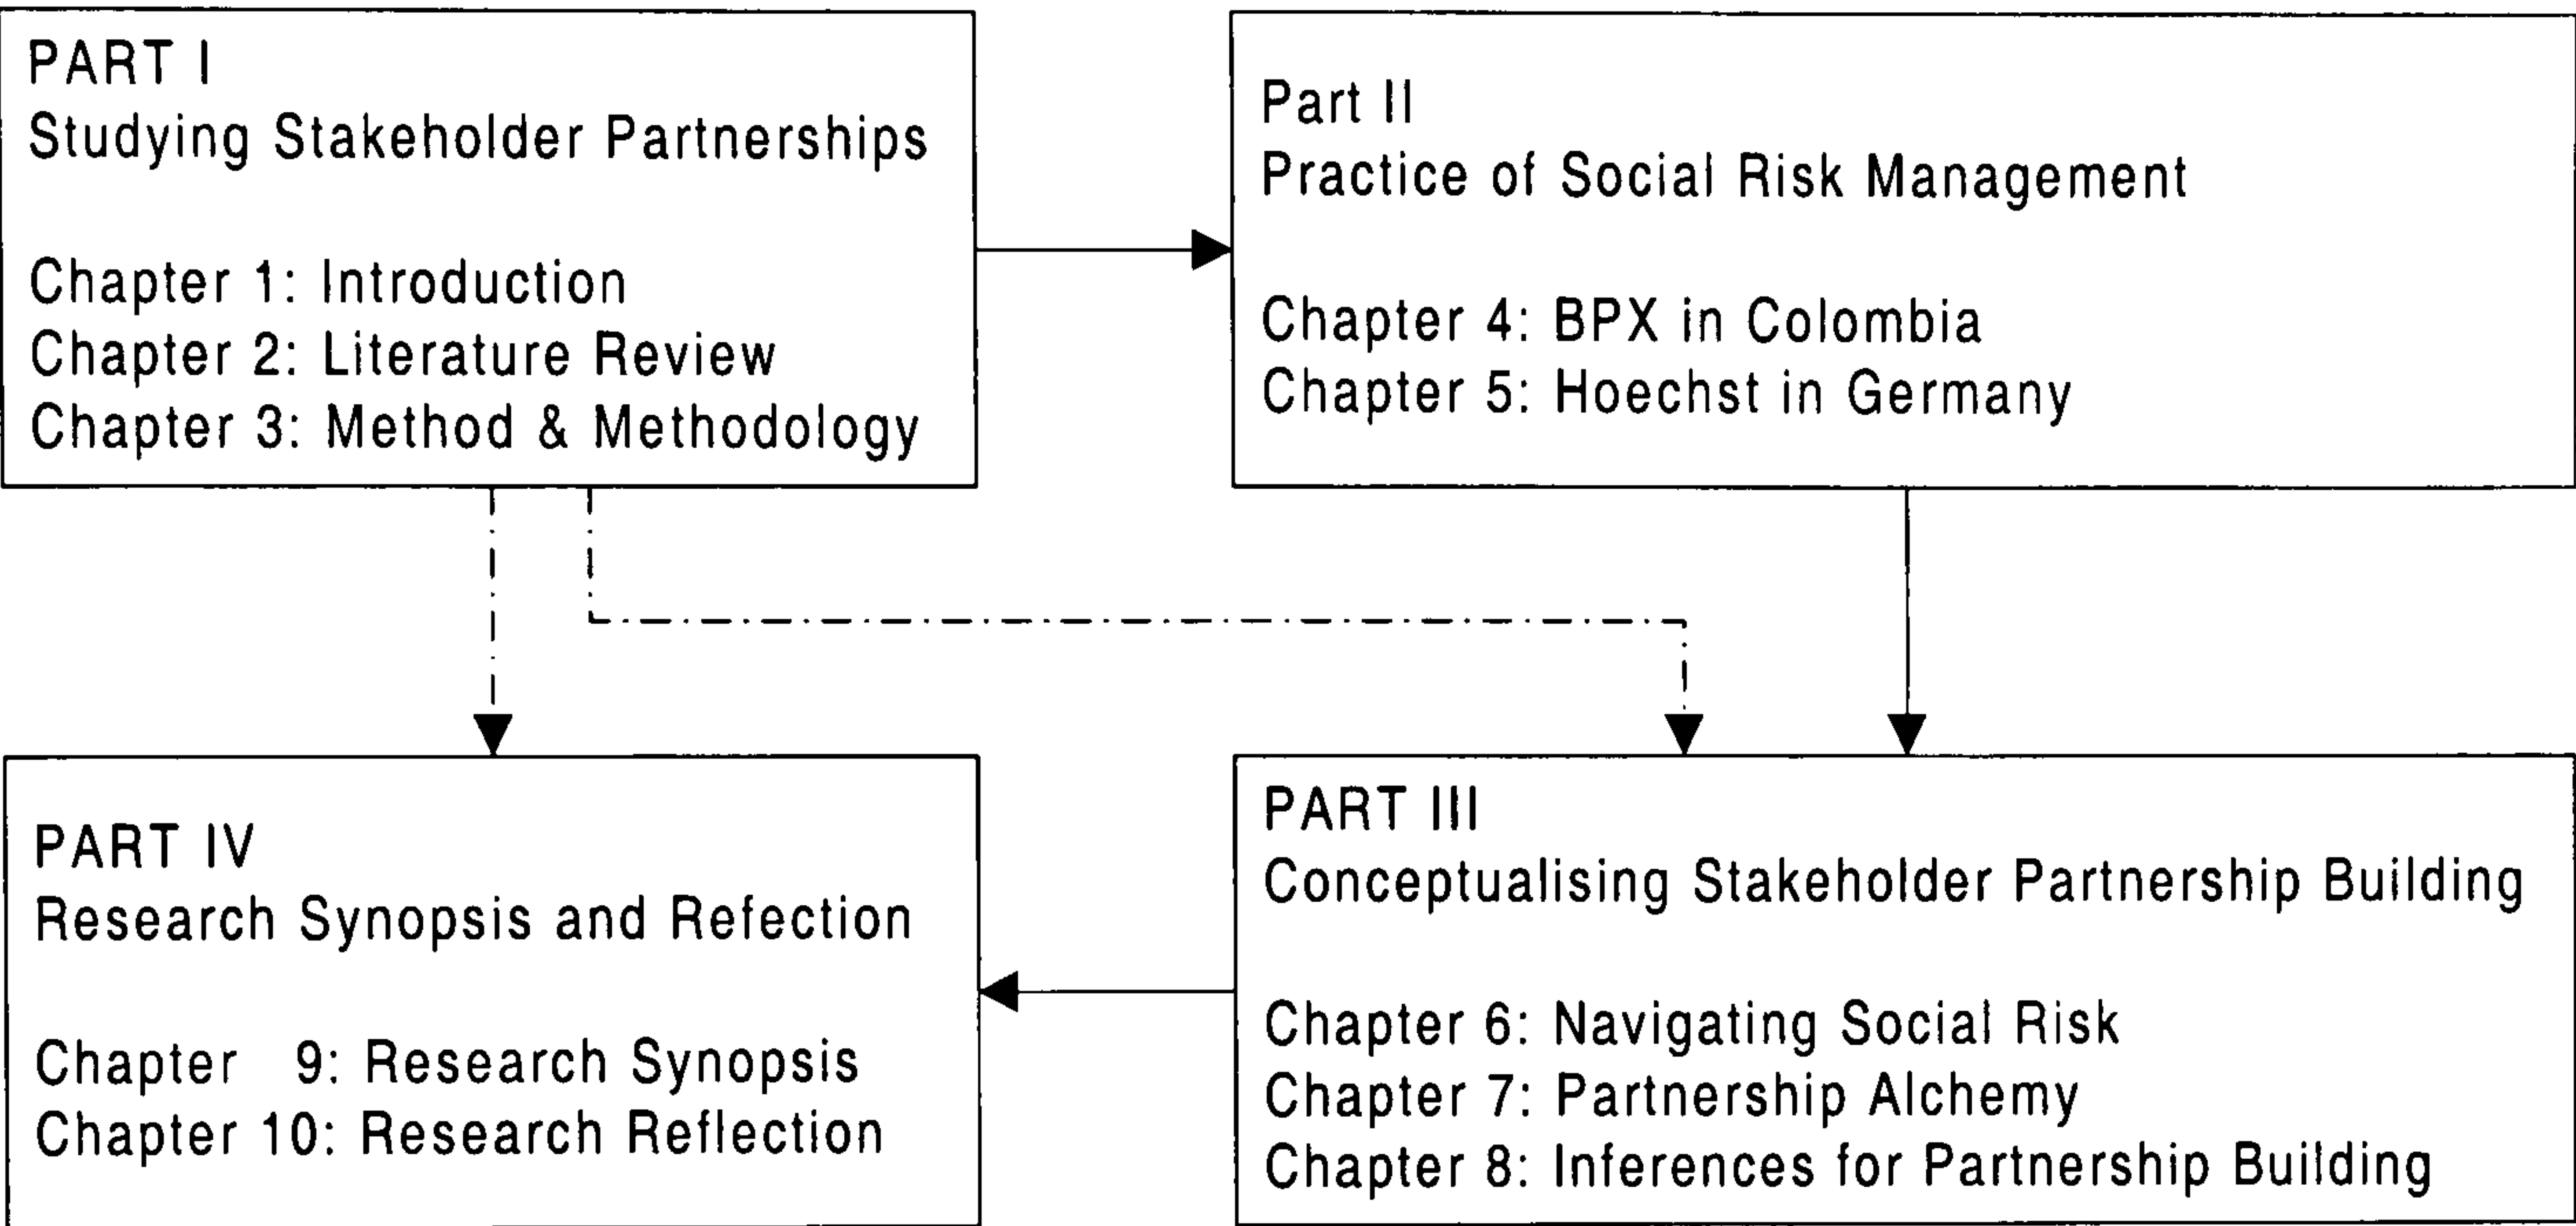 PART I
Studying Stakeholder Partnerships
Chapter 1: Introduction
Chapter 2: Literature Review
Chapter 3: Method & Methodology
Part II
Practice of Social Risk Management
Chapter 4: BPX in Colombia
Chapter 5: Hoechst in Germany
PART III
Conceptualising Stakeholder Partnership Building
Chapter 6: Navigating Social Risk
Chapter 7: Partnership Alchemy
Chapter 8: Inferences for Partnership Building
PART IV
Research Synopsis and Refection
Chapter 9: Research Synopsis
Chapter 10: Research Reflection